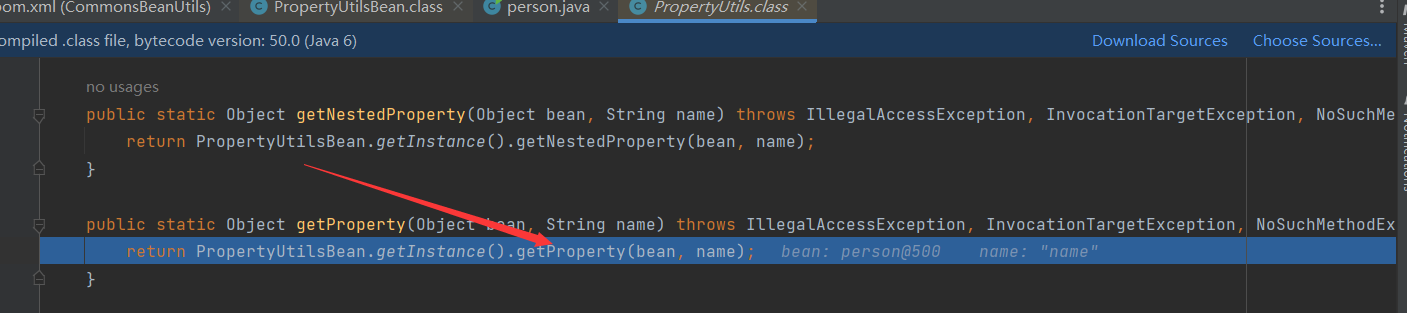 oom.xml (CommonsBeanUtils) PropertyUtilsBean.class person.java PropertyUtils.class
ompiled .class file, bytecode version: 50.0 (Java 6) Download Sources Choose Sources...
no usages
public static Object getNestedProperty(Object bean, String name) throws IllegalAccessException, InvocationTargetException, NoSuchMe
return PropertyUtilsBean.getInstance().getNestedProperty(bean, name);
}
public static Object getProperty(Object bean, String name) throws IllegalAccessException, InvocationTargetException, NoSuchMethodEx
return PropertyUtilsBean.getInstance().getProperty(bean, name); bean: person@500 name: "name"
}
Notifications